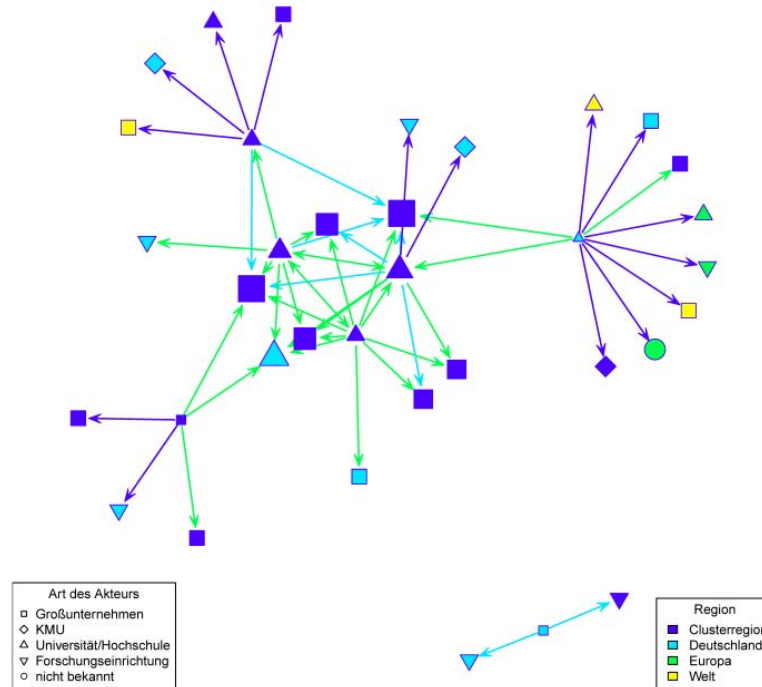 Art des Akteurs
Großunternehmen
KMU
Universität/Hochschule
Forschungseinrichtung
nicht bekannt
Region
Clusterregion
Deutschland
Europa
Welt